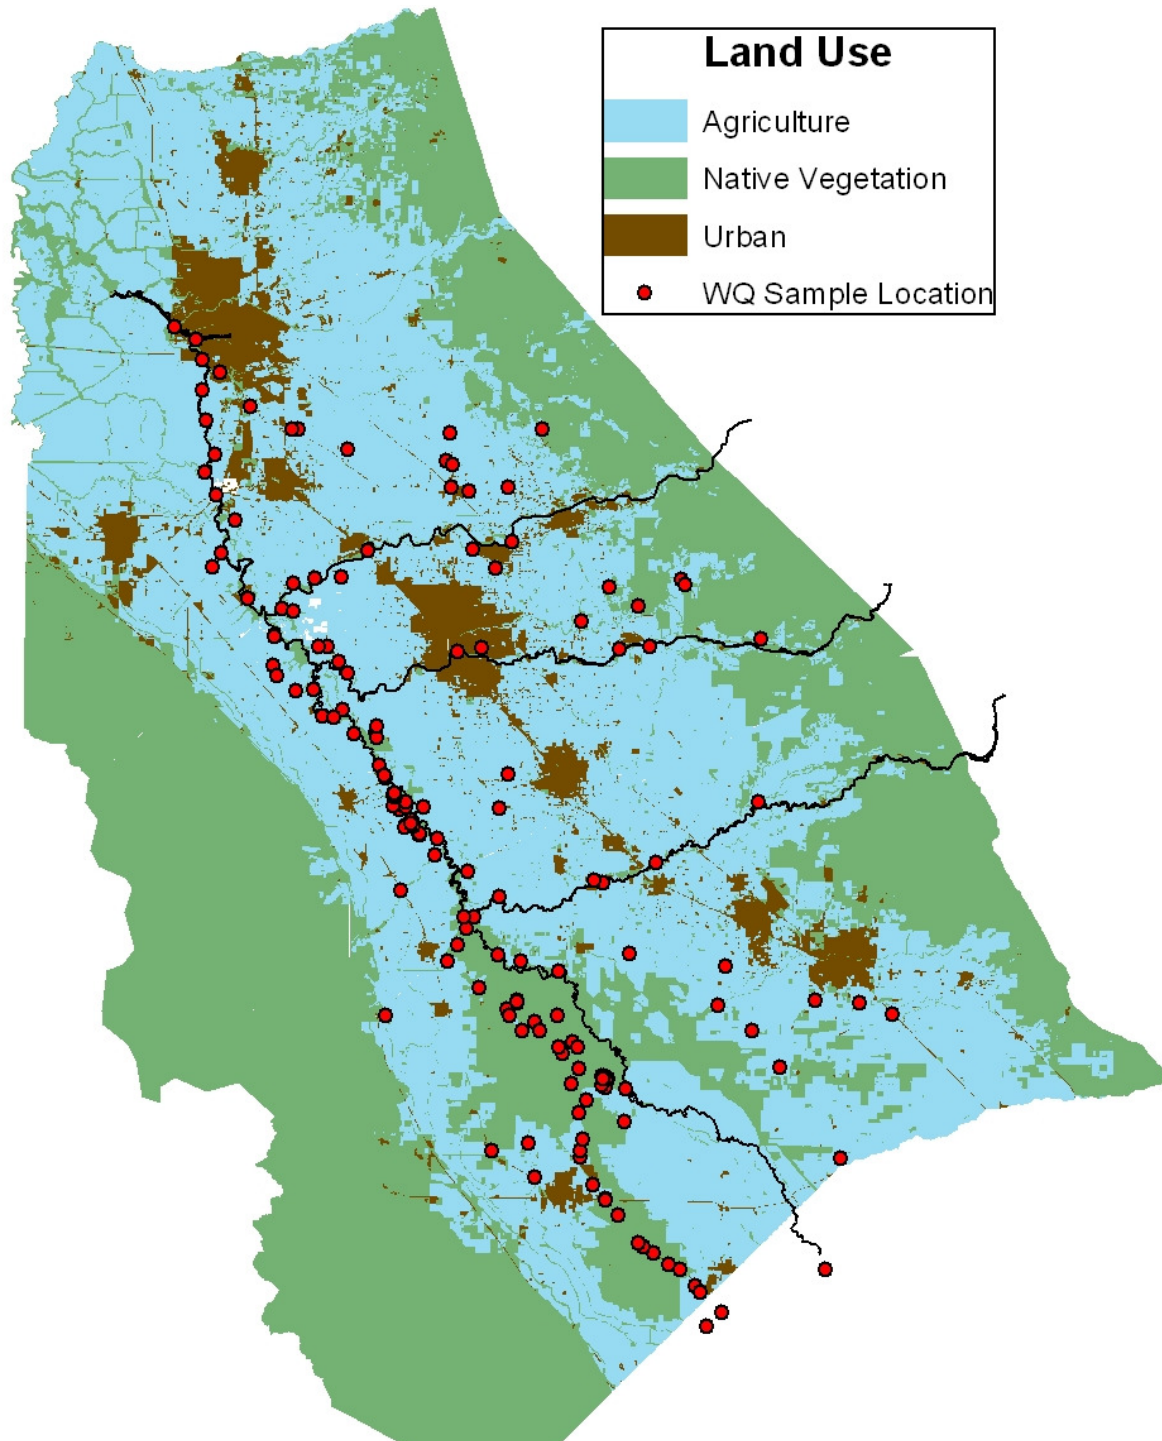 Land Use
Agriculture
Native Vegetation
Urban
WQ Sample Location